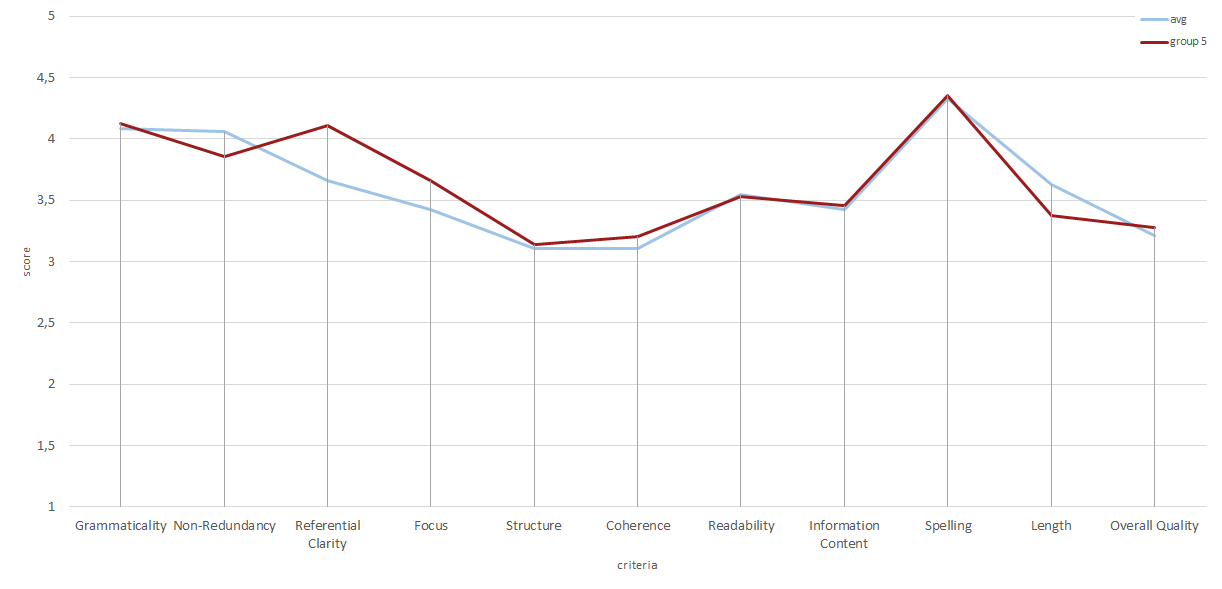 5
avg
group 5
4,5
4
3,5
3
score
2,5
2
1,5
1
Grammaticality Non-Redundancy Referential Clarity Focus Structure Coherence Readability Information Content Spelling Length Overall Quality
criteria